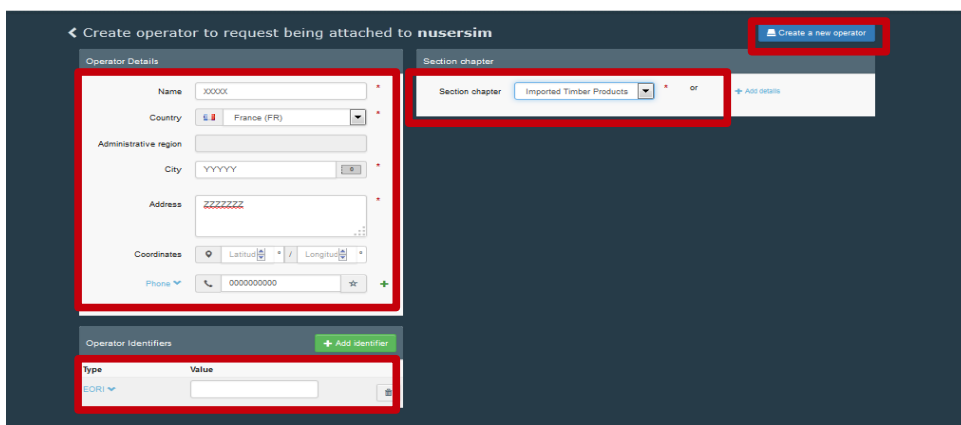 Create operator to request being attached to nusersim
Create a new operator
Operator Details
Name XXXXX *
Country France (FR) *
Administrative region
City YYYYY *
Address ZZZZZZZ *
Coordinates Latitud ° / Longitud °
Phone 0000000000 +
Operator Identifiers + Add identifier
Type Value
EORI
Section chapter
Section chapter Imported Timber Products * or + Add details